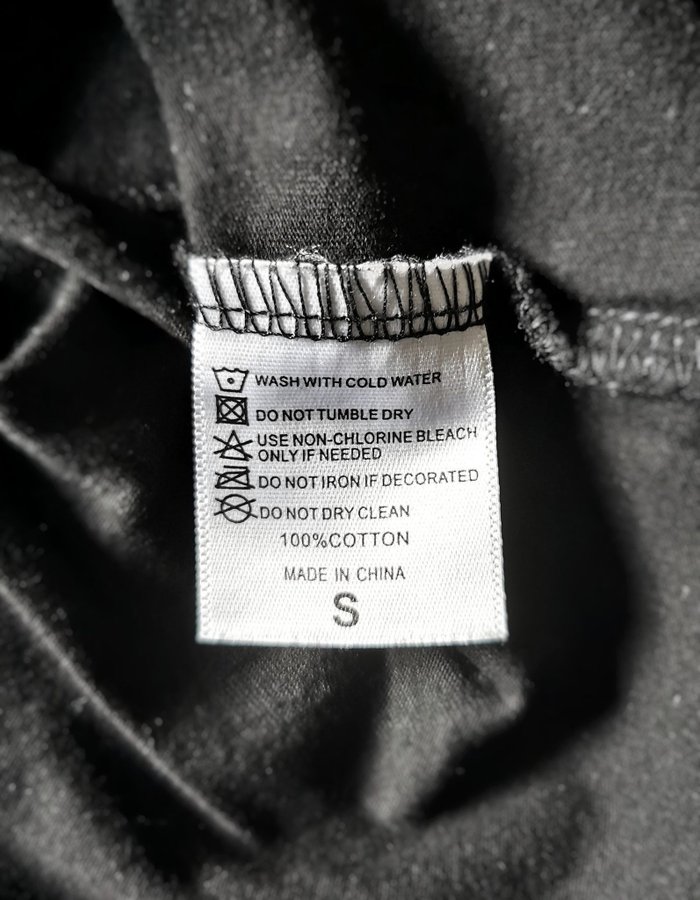 WASH WITH COLD WATER
DO NOT TUMBLE DRY
USE NON-CHLORINE BLEACH
ONLY IF NEEDED
DO NOT IRON IF DECORATED
DO NOT DRY CLEAN
100%COTTON
MADE IN CHINA
S